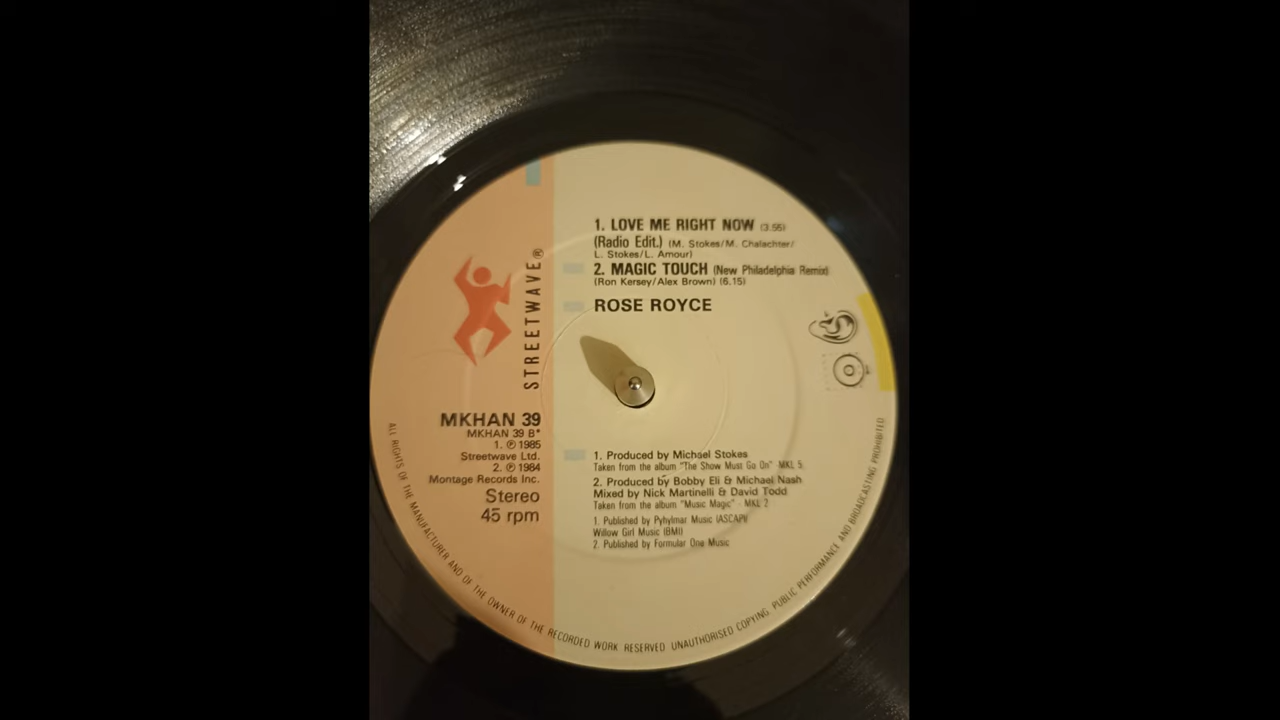 1. LOVE ME RIGHT NOW (3.55)
(Radio Edit.) (M. Stokes/M. Chalachter/
L. Stokes/L. Amour)
2. MAGIC TOUCH (New Philadelphia Remix)
(Ron Kersey/Alex Brown) (6.15)
ROSE ROYCE
STREETWAVE®
MKHAN 39
MKHAN 39 B*
1. ℗ 1985
Streetwave Ltd.
2. ℗ 1984
Montage Records Inc.
Stereo
45 rpm
1. Produced by Michael Stokes
Taken from the album "The Show Must Go On" MKL 5
2. Produced by Bobby Eli & Michael Nash
Mixed by Nick Martinelli & David Todd
Taken from the album "Music Magic" - MKL 2
1. Published by Pyhylmar Music (ASCAP)
Willow Girl Music (BMI)
2. Published by Formular One Music
ALL RIGHTS OF THE MANUFACTURER AND OF THE OWNER OF THE RECORDED WORK RESERVED UNAUTHORISED COPYING PUBLIC PERFORMANCE AND BROADCASTING PROHIBITED